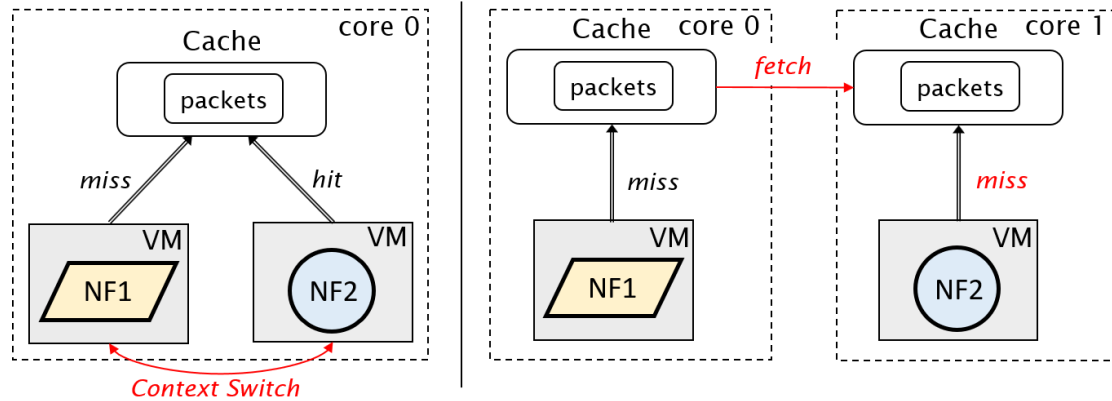 core 0
Cache
packets
miss
hit
VM
NF1
VM
NF2
Context Switch
core 0
Cache
packets
fetch
miss
VM
NF1
core 1
Cache
packets
miss
VM
NF2